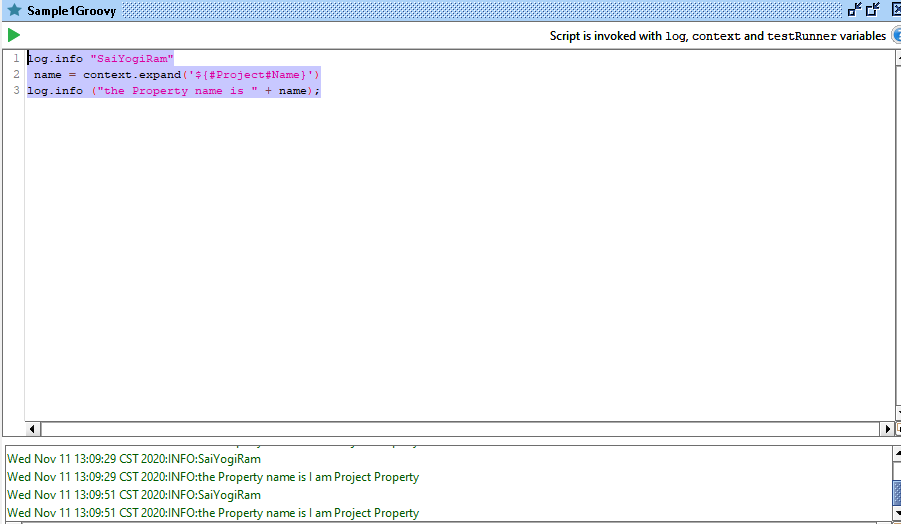 Sample1Groovy
Script is invoked with log, context and testRunner variables
1 log.info "SaiYogiRam"
2 name = context.expand('${#Project#Name}')
3 log.info ("the Property name is " + name);
Wed Nov 11 13:09:29 CST 2020:INFO:SaiYogiRam
Wed Nov 11 13:09:29 CST 2020:INFO:the Property name is I am Project Property
Wed Nov 11 13:09:51 CST 2020:INFO:SaiYogiRam
Wed Nov 11 13:09:51 CST 2020:INFO:the Property name is I am Project Property